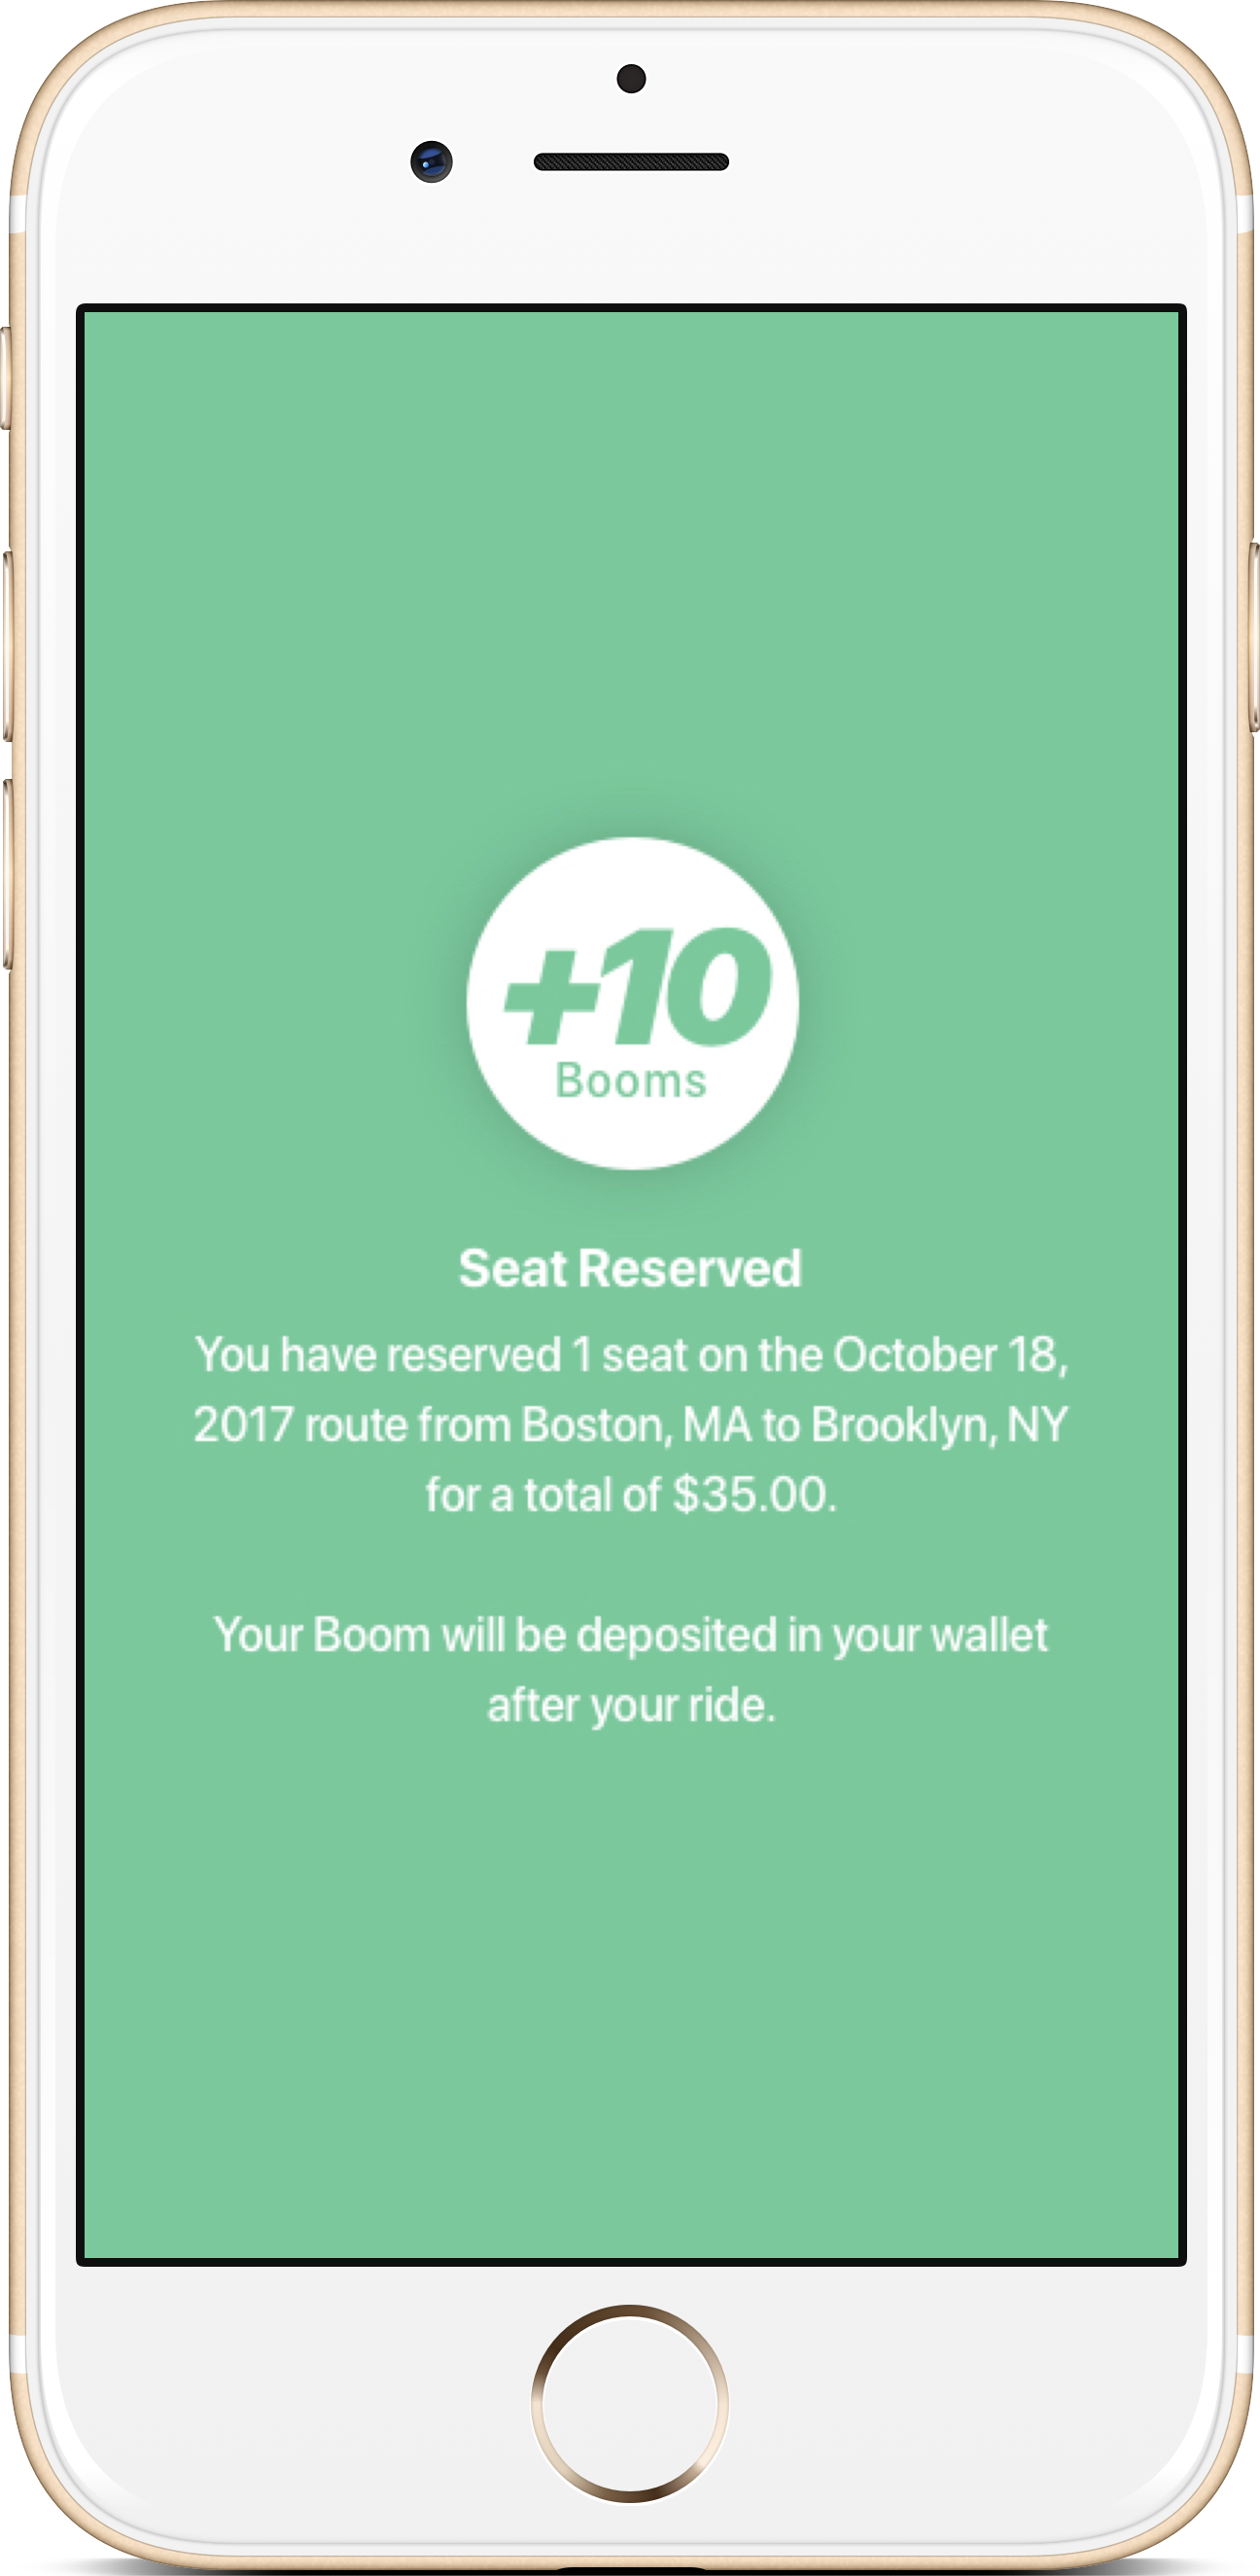 +10
Booms
Seat Reserved
You have reserved 1 seat on the October 18,
2017 route from Boston, MA to Brooklyn, NY
for a total of $35.00.
Your Boom will be deposited in your wallet
after your ride.